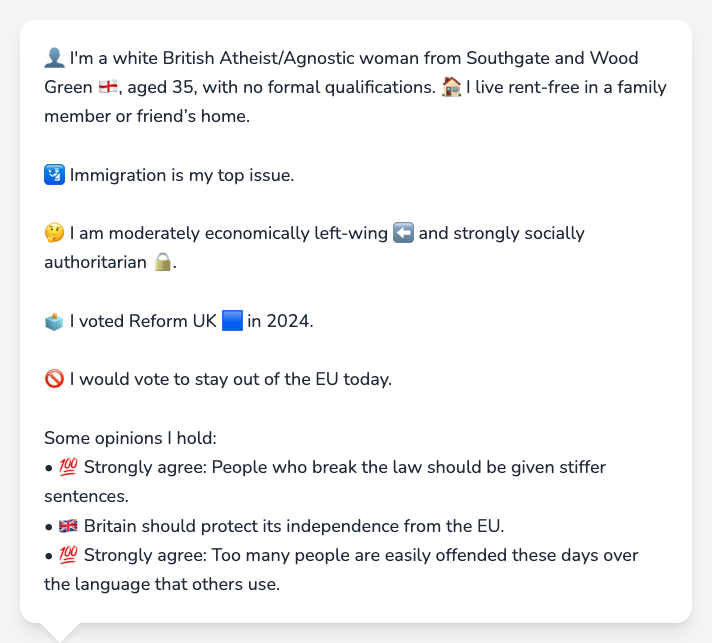 👤 I'm a white British Atheist/Agnostic woman from Southgate and Wood
Green 🏴󠁧󠁢󠁥󠁮󠁧󠁿, aged 35, with no formal qualifications. 🏠 I live rent-free in a family
member or friend’s home.
🛂 Immigration is my top issue.
🤔 I am moderately economically left-wing ⬅️ and strongly socially
authoritarian 🔒.
🗳️ I voted Reform UK 🟦 in 2024.
🚫 I would vote to stay out of the EU today.
Some opinions I hold:
• 💯 Strongly agree: People who break the law should be given stiffer
sentences.
• 🇬🇧 Britain should protect its independence from the EU.
• 💯 Strongly agree: Too many people are easily offended these days over
the language that others use.